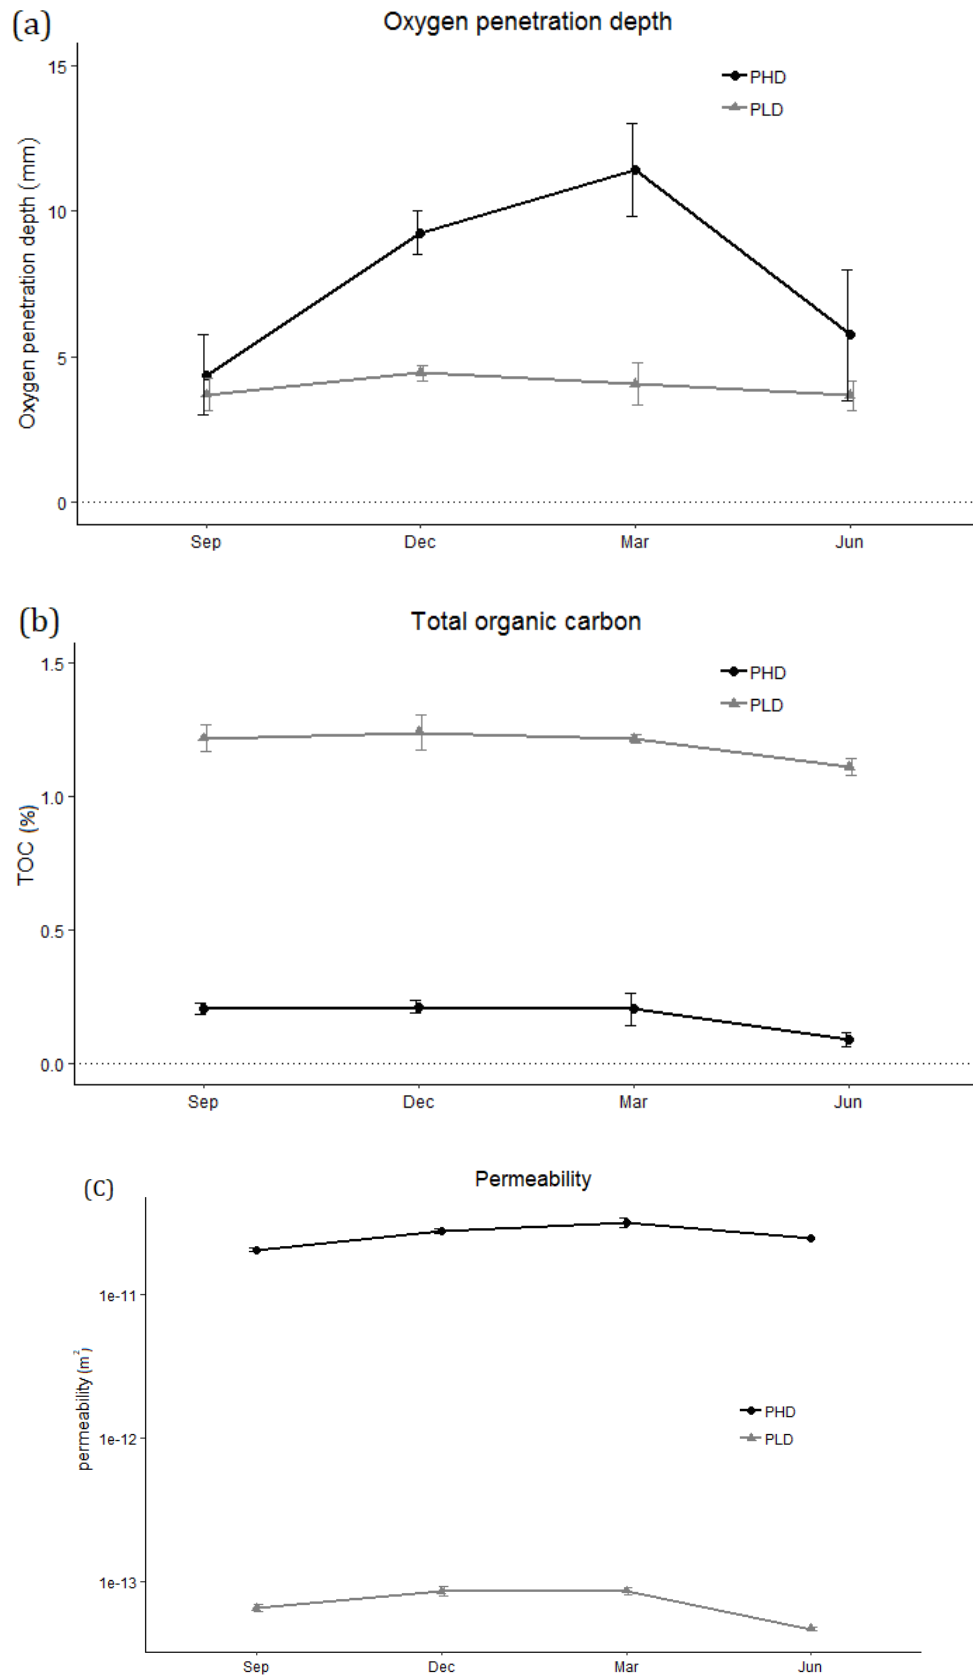 (a)
Oxygen penetration depth
Oxygen penetration depth (mm)
15
10
5
0
PHD
PLD
Sep Dec Mar Jun
(b)
Total organic carbon
TOC (%)
1.5
1.0
0.5
0.0
PHD
PLD
Sep Dec Mar Jun
(C)
Permeability
permeability (m²)
1e-11
1e-12
1e-13
PHD
PLD
Sep Dec Mar Jun